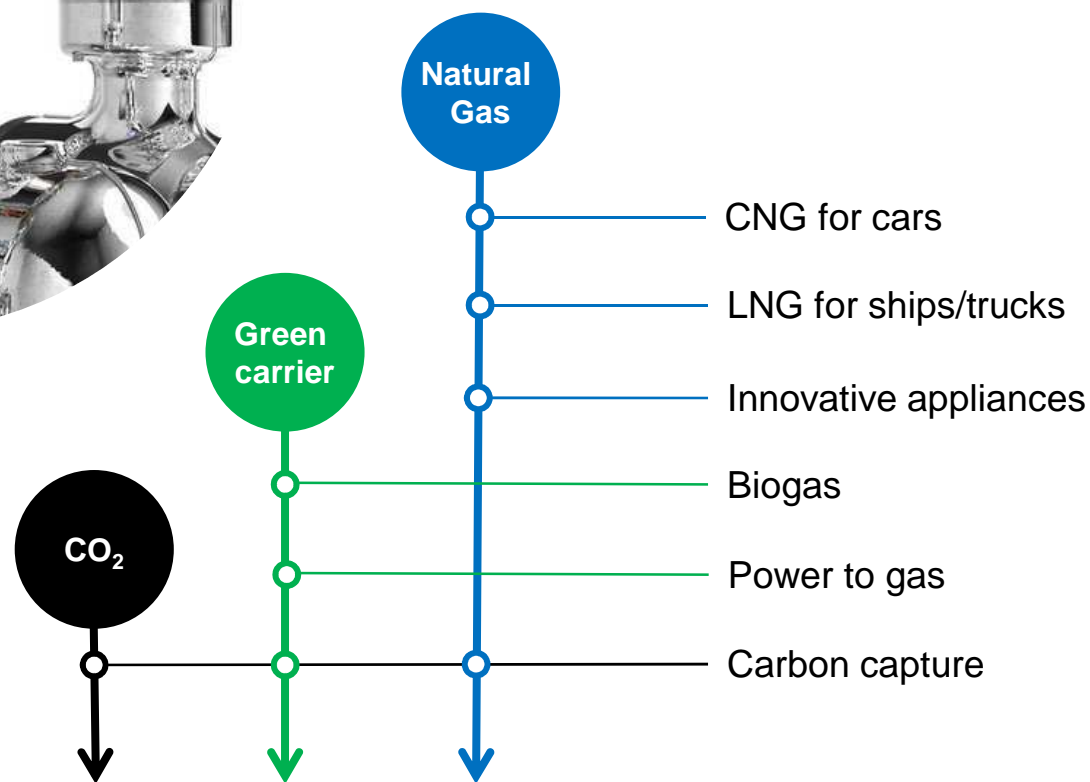 Natural
Gas
CNG for cars
LNG for ships/trucks
Green
carrier
Innovative appliances
Biogas
CO₂
Power to gas
Carbon capture